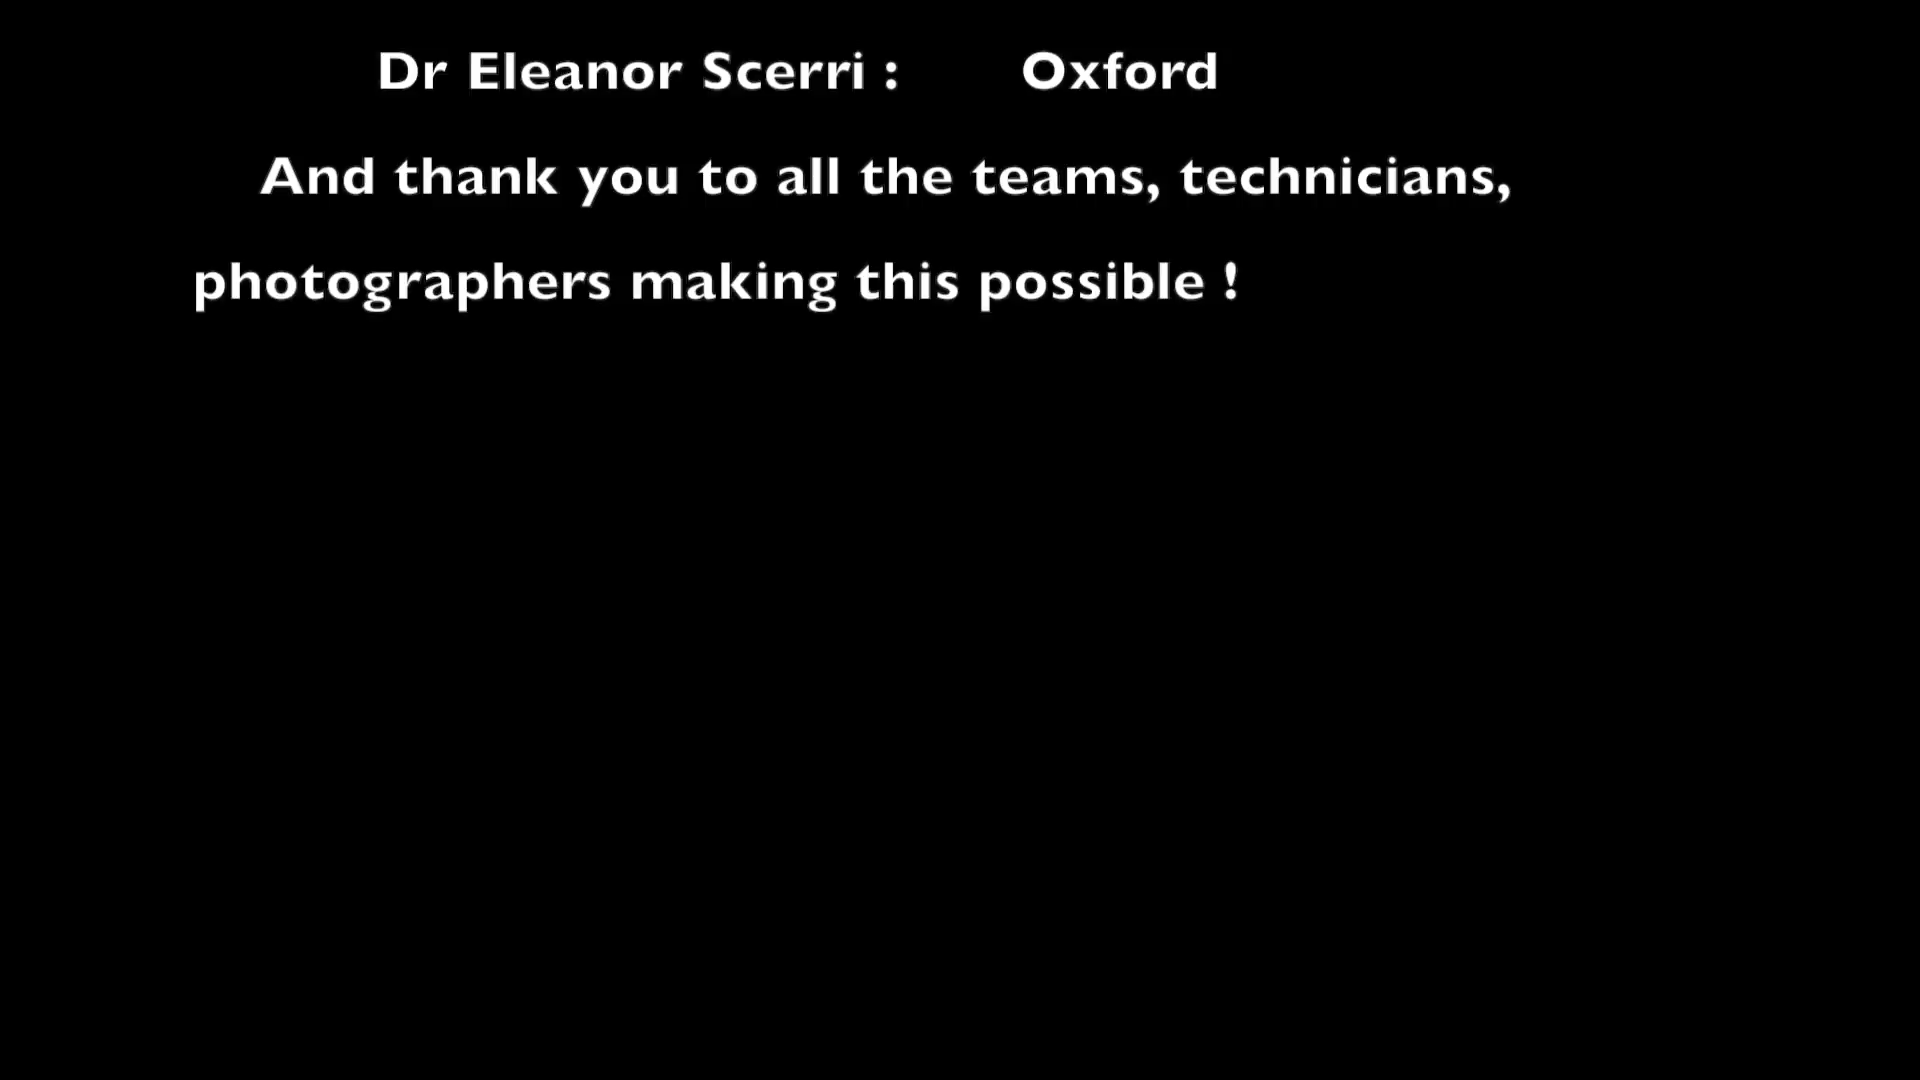 Dr Eleanor Scerri : Oxford
And thank you to all the teams, technicians,
photographers making this possible !